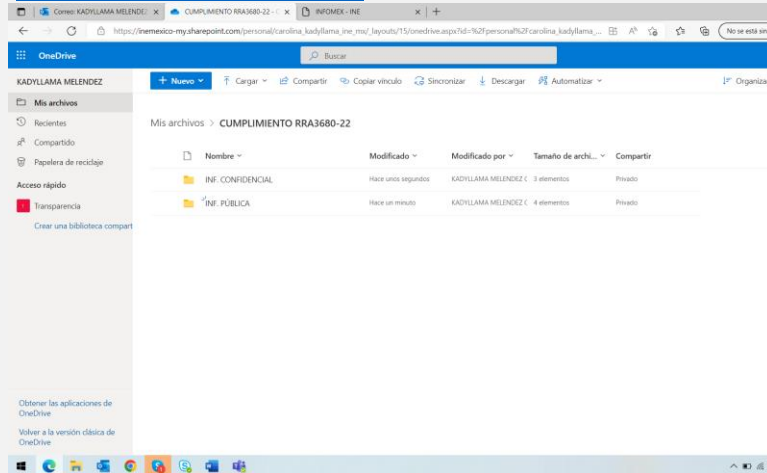 Correo: KADYLLAMA MELENDEZ
CUMPLIMIENTO RRA3680-22 -
INFOMEX - INE
https://inemexico-my.sharepoint.com/personal/carolina_kadyllama_ine_mx/_layouts/15/onedrive.aspx?id=%2Fpersonal%2Fcarolina_kadyllama_...
No se está sin
OneDrive
Buscar
KADYLLAMA MELENDEZ
+ Nuevo
Cargar
Compartir
Copiar vínculo
Sincronizar
Descargar
Automatizar
Organiza
Mis archivos
Recientes
Compartido
Papelera de reciclaje
Acceso rápido
Transparencia
Crear una biblioteca compart
Mis archivos > CUMPLIMIENTO RRA3680-22
Nombre Modificado Modificado por Tamaño de archi... Compartir
INF. CONFIDENCIAL Hace unos segundos KADYLLAMA MELENDEZ C 3 elementos Privado
INF. PÚBLICA Hace un minuto KADYLLAMA MELENDEZ C 4 elementos Privado
Obtener las aplicaciones de
OneDrive
Volver a la versión clásica de
OneDrive